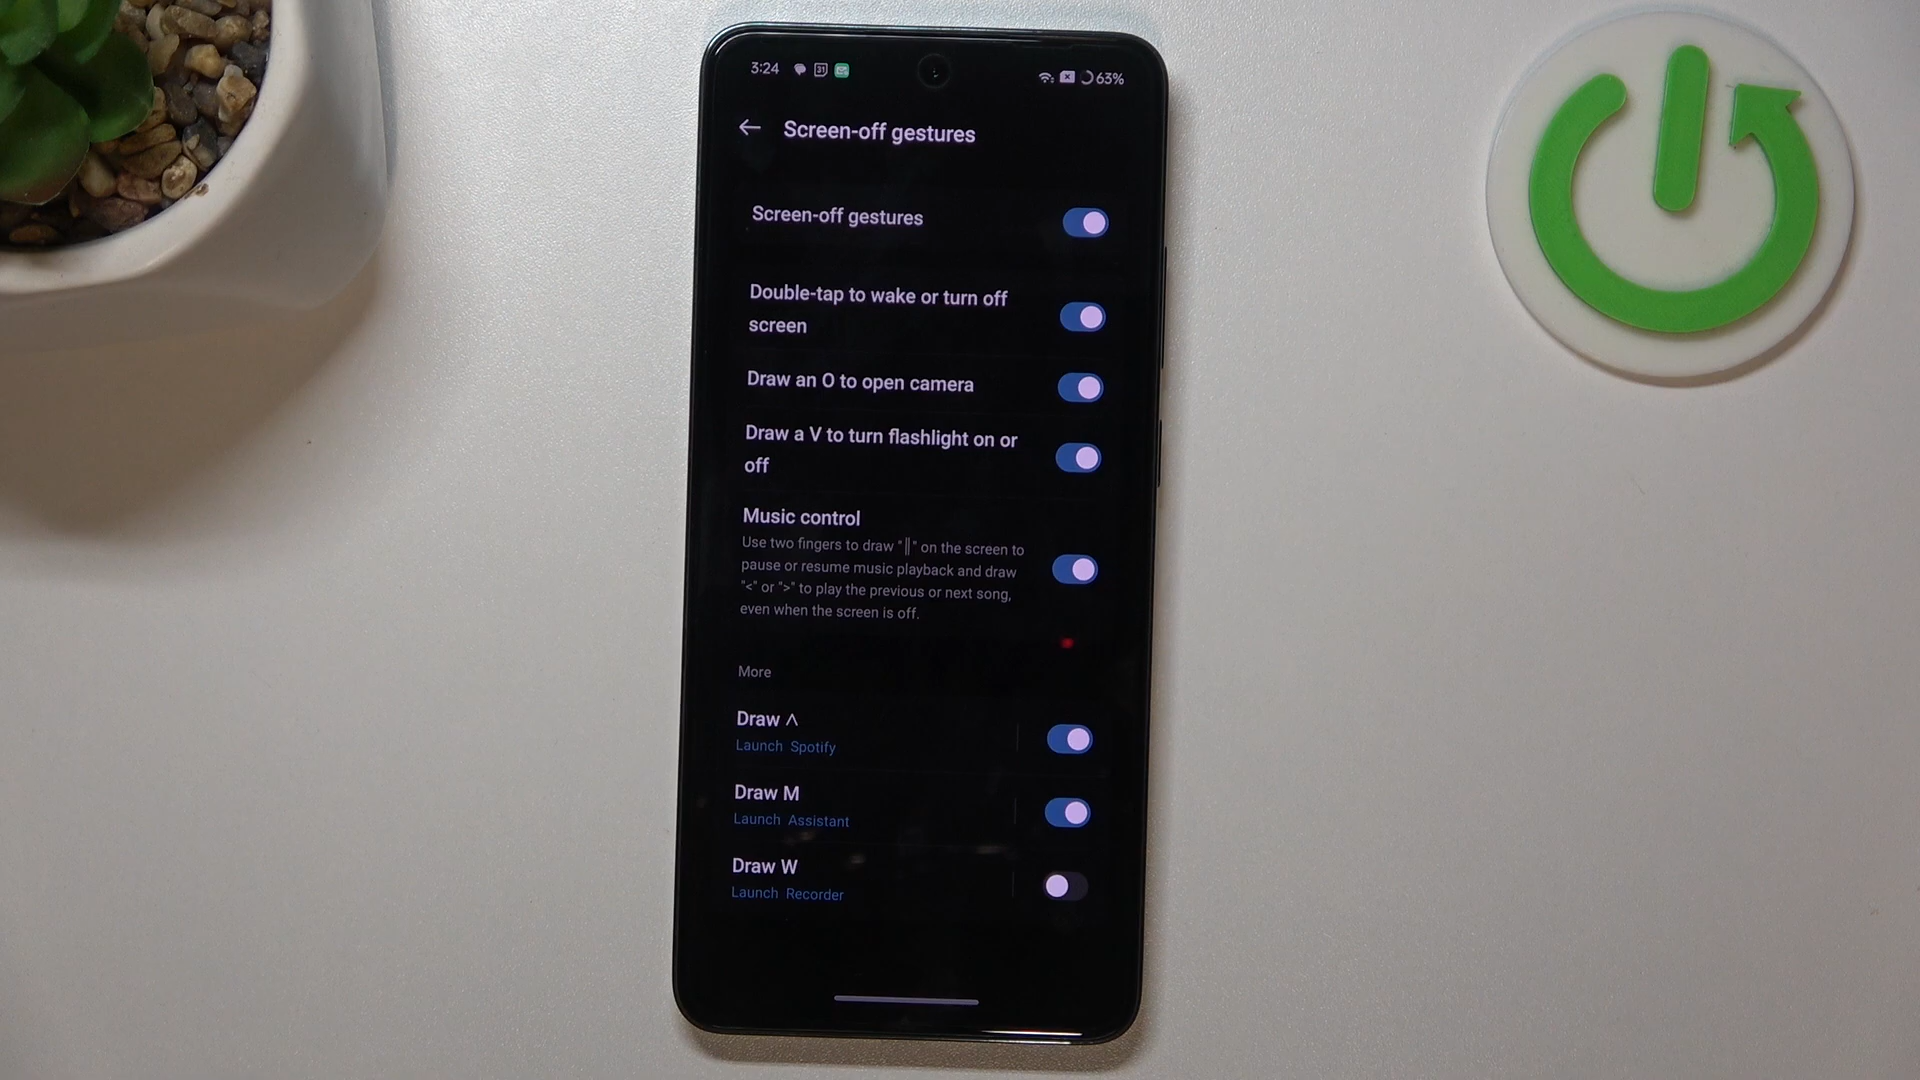 3:24 31 63%
Screen-off gestures
Screen-off gestures
Double-tap to wake or turn off
screen
Draw an O to open camera
Draw a V to turn flashlight on or
off
Music control
Use two fingers to draw "||" on the screen to
pause or resume music playback and draw
"<" or ">" to play the previous or next song,
even when the screen is off.
More
Draw ∧
Launch Spotify
Draw M
Launch Assistant
Draw W
Launch Recorder